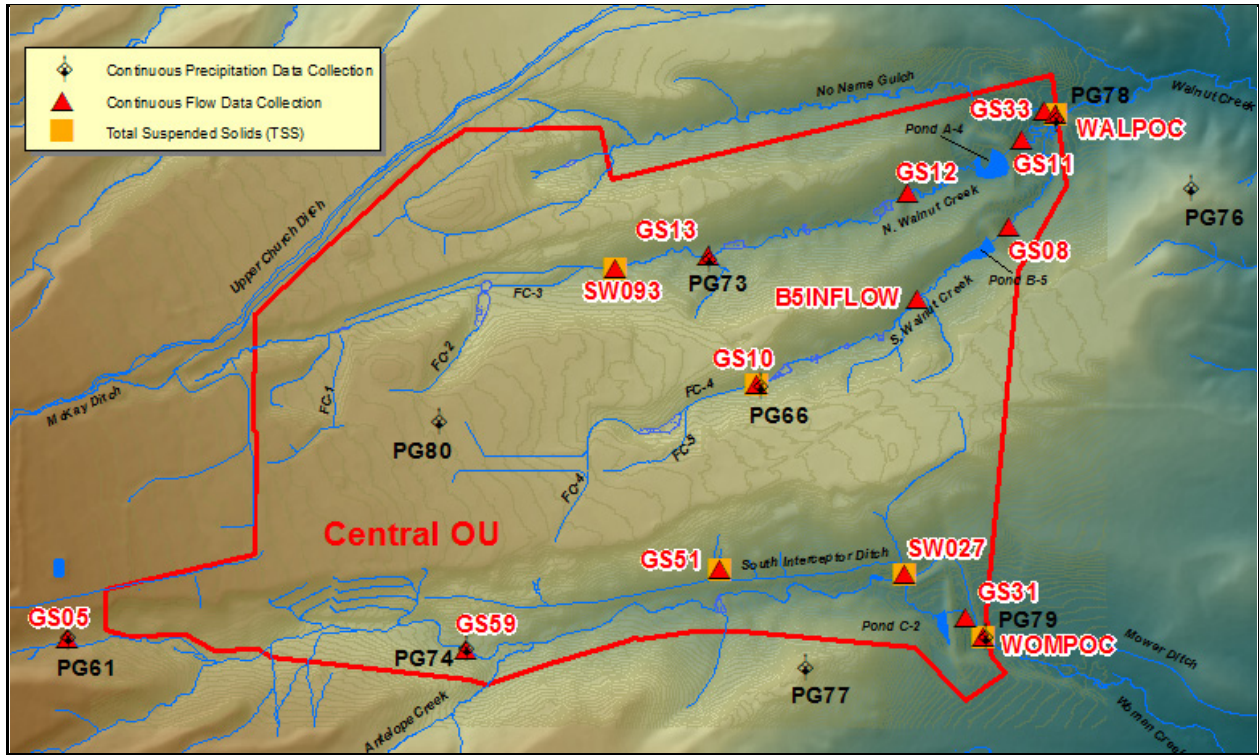 Continuous Precipitation Data Collection
Continuous Flow Data Collection
Total Suspended Solids (TSS)
No Name Gulch
Walnut Creek
GS33
PG78
WALPOC
Pond A-4
GS11
GS12
PG76
N. Walnut Creek
Upper Church Ditch
GS13
GS08
SW093
PG73
Pond B-5
FC-3
B5INFLOW
S. Walnut Creek
FC-2
GS10
FC-1
FC-4
McKay Ditch
PG66
PG80
FC-5
FC-4
Central OU
GS51
South Interceptor Ditch
SW027
GS05
GS59
GS31
PG79
Pond C-2
WOMPOC
Mower Ditch
PG61
PG74
PG77
Antelope Creek
Woman Creek